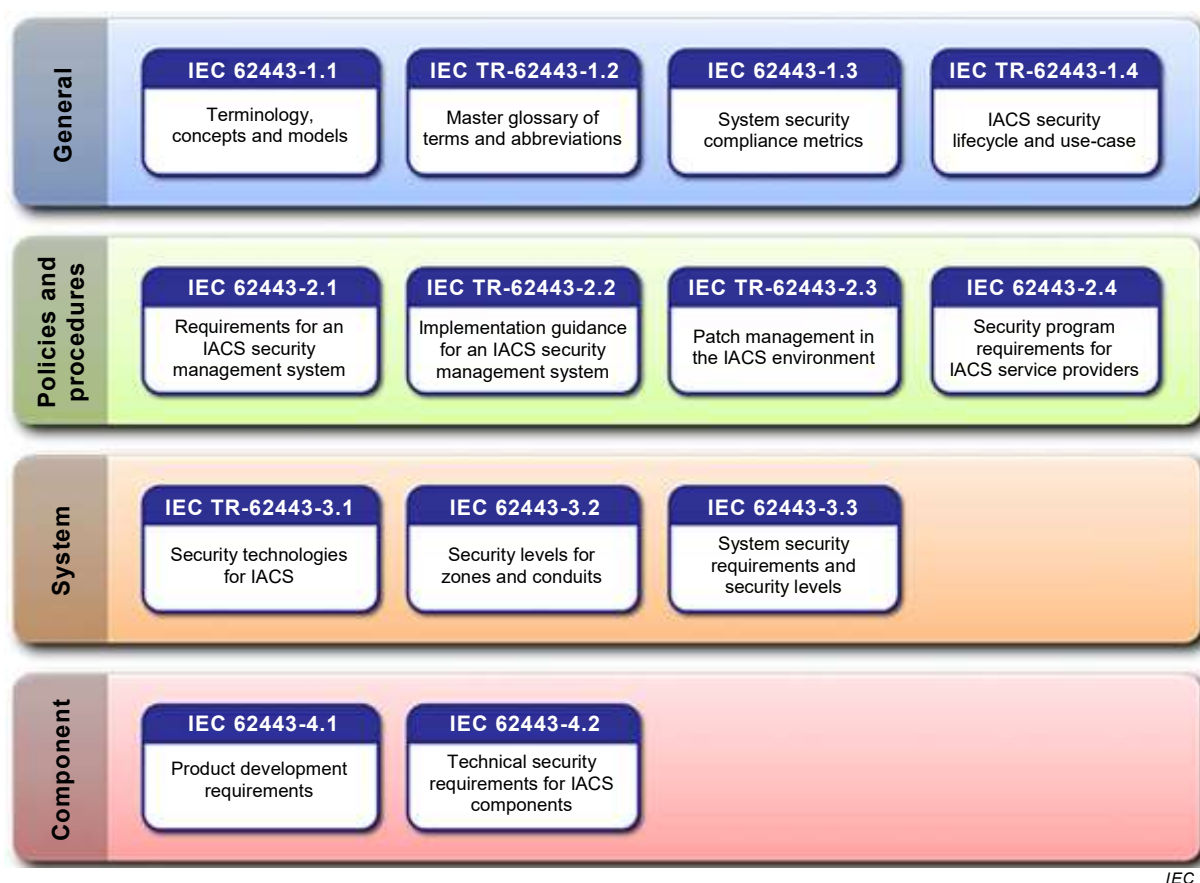 General
IEC 62443-1.1
Terminology,
concepts and models
IEC TR-62443-1.2
Master glossary of
terms and abbreviations
IEC 62443-1.3
System security
compliance metrics
IEC TR-62443-1.4
IACS security
lifecycle and use-case
Policies and
procedures
IEC 62443-2.1
Requirements for an
IACS security
management system
IEC TR-62443-2.2
Implementation guidance
for an IACS security
management system
IEC TR-62443-2.3
Patch management in
the IACS environment
IEC 62443-2.4
Security program
requirements for
IACS service providers
System
IEC TR-62443-3.1
Security technologies
for IACS
IEC 62443-3.2
Security levels for
zones and conduits
IEC 62443-3.3
System security
requirements and
security levels
Component
IEC 62443-4.1
Product development
requirements
IEC 62443-4.2
Technical security
requirements for IACS
components
IEC